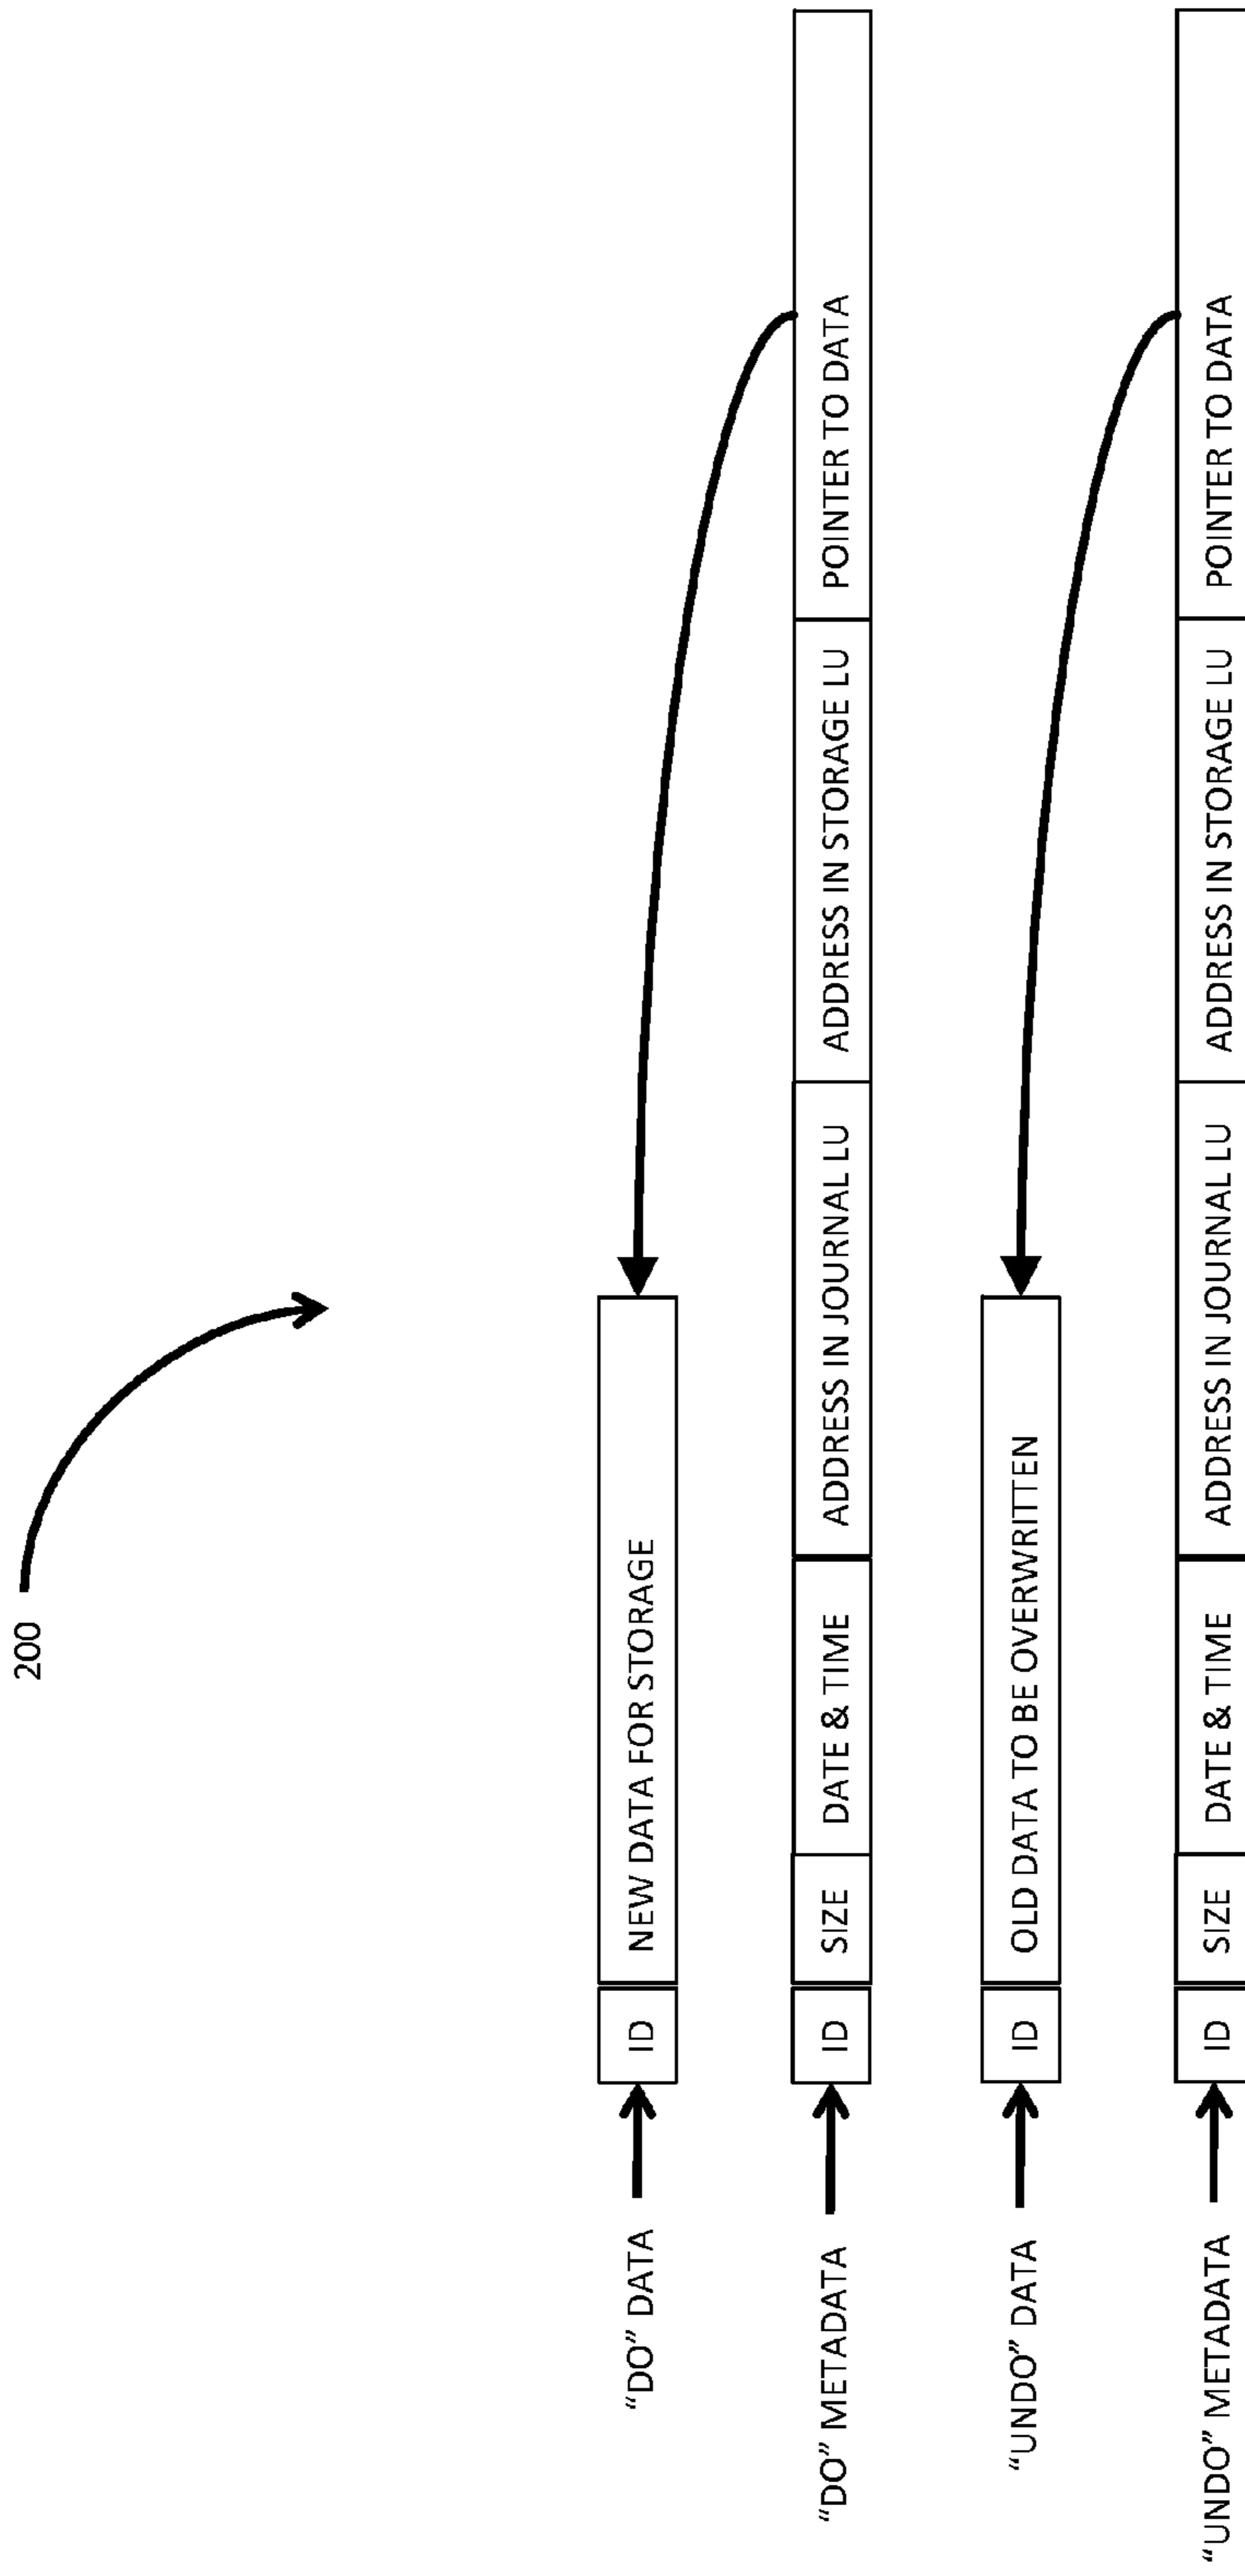 200
“DO” DATA ID NEW DATA FOR STORAGE
“DO” METADATA ID SIZE DATE & TIME ADDRESS IN JOURNAL LU ADDRESS IN STORAGE LU POINTER TO DATA
“UNDO” DATA ID OLD DATA TO BE OVERWRITTEN
“UNDO” METADATA ID SIZE DATE & TIME ADDRESS IN JOURNAL LU ADDRESS IN STORAGE LU POINTER TO DATA